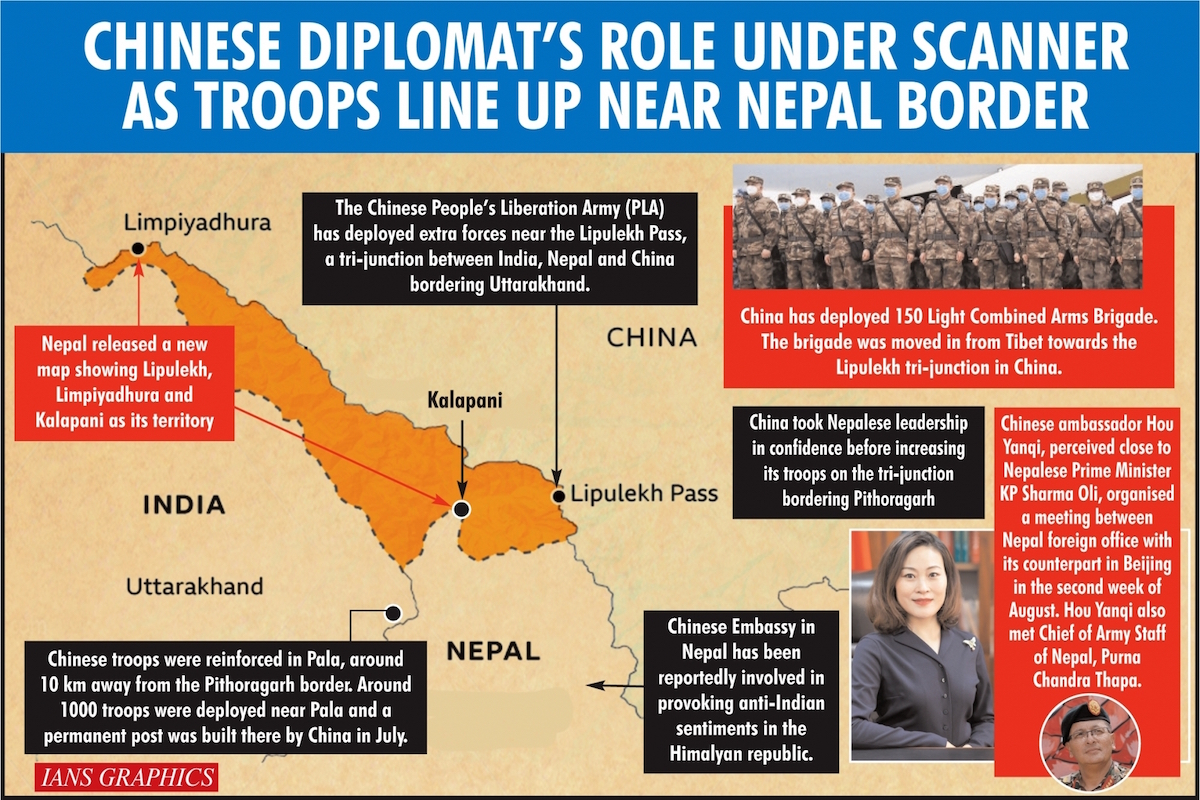 CHINESE DIPLOMAT'S ROLE UNDER SCANNER
AS TROOPS LINE UP NEAR NEPAL BORDER
Limpiyadhura
The Chinese People's Liberation Army (PLA)
has deployed extra forces near the Lipulekh Pass,
a tri-junction between India, Nepal and China
bordering Uttarakhand.
China has deployed 150 Light Combined Arms Brigade.
The brigade was moved in from Tibet towards the
Lipulekh tri-junction in China.
CHINA
Nepal released a new
map showing Lipulekh,
Limpiyadhura and
Kalapani as its territory
Kalapani
Lipulekh Pass
China took Nepalese leadership
in confidence before increasing
its troops on the tri-junction
bordering Pithoragarh
Chinese ambassador Hou
Yanqi, perceived close to
Nepalese Prime Minister
KP Sharma Oli, organised
a meeting between
Nepal foreign office with
its counterpart in Beijing
in the second week of
August. Hou Yanqi also
met Chief of Army Staff
of Nepal, Purna
Chandra Thapa.
INDIA
Uttarakhand
NEPAL
Chinese troops were reinforced in Pala, around
10 km away from the Pithoragarh border. Around
1000 troops were deployed near Pala and a
permanent post was built there by China in July.
Chinese Embassy in
Nepal has been
reportedly involved in
provoking anti-Indian
sentiments in the
Himalyan republic.
IANS GRAPHICS